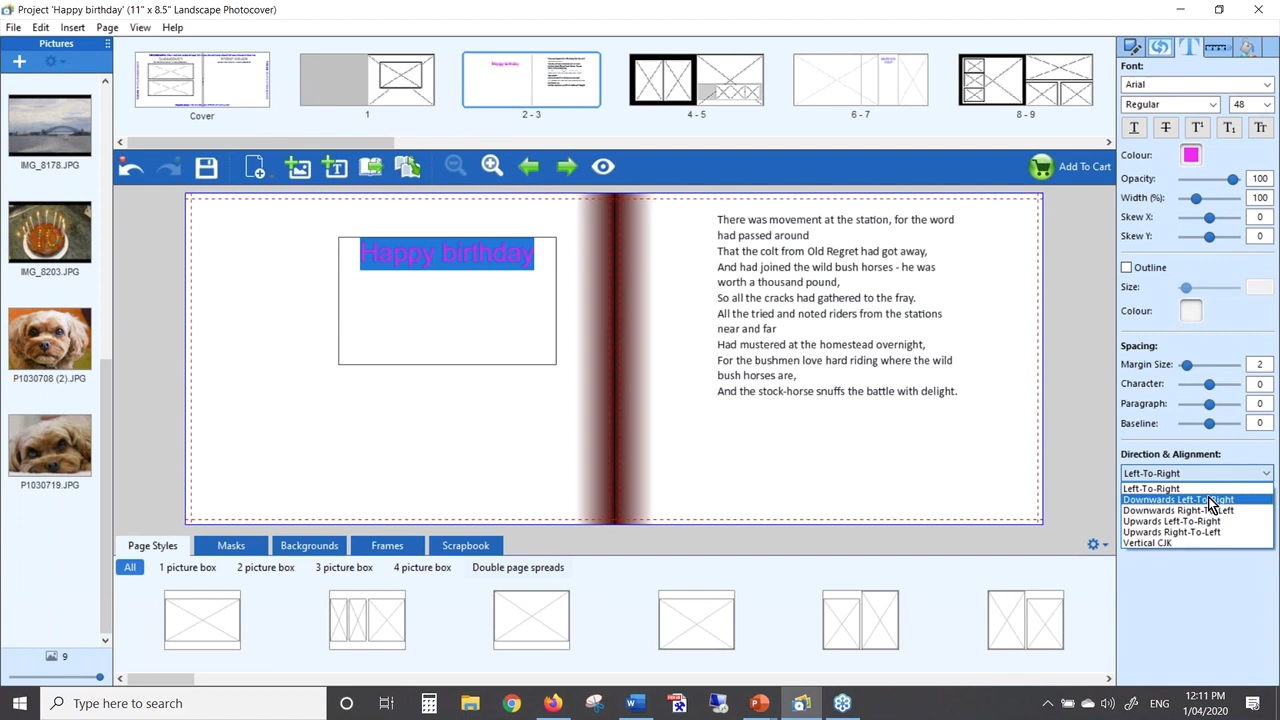 Project 'Happy birthday' (11" x 8.5" Landscape Photocover)
File Edit Insert Page View Help
Pictures
IMG_8178.JPG
IMG_8203.JPG
P1030708 (2).JPG
P1030719.JPG
9
Cover
1
2 - 3
4 - 5
6 - 7
8 - 9
Add To Cart
Happy birthday
There was movement at the station, for the word
had passed around
That the colt from Old Regret had got away,
And had joined the wild bush horses - he was
worth a thousand pound,
So all the cracks had gathered to the fray.
All the tried and noted riders from the stations
near and far
Had mustered at the homestead overnight,
For the bushmen love hard riding where the wild
bush horses are,
And the stock-horse snuffs the battle with delight.
Page Styles Masks Backgrounds Frames Scrapbook
All 1 picture box 2 picture box 3 picture box 4 picture box Double page spreads
Font:
Arial
Regular 48
T T T¹ T₁ Tr
Colour:
Opacity: 100
Width (%): 100
Skew X: 0
Skew Y: 0
Outline
Size:
Colour:
Spacing:
Margin Size: 2
Character: 0
Paragraph: 0
Baseline: 0
Direction & Alignment:
Left-To-Right
Left-To-Right
Downwards Left-To-Right
Downwards Right-To-Left
Upwards Left-To-Right
Upwards Right-To-Left
Vertical CJK
Type here to search
ENG
12:11 PM
1/04/2020